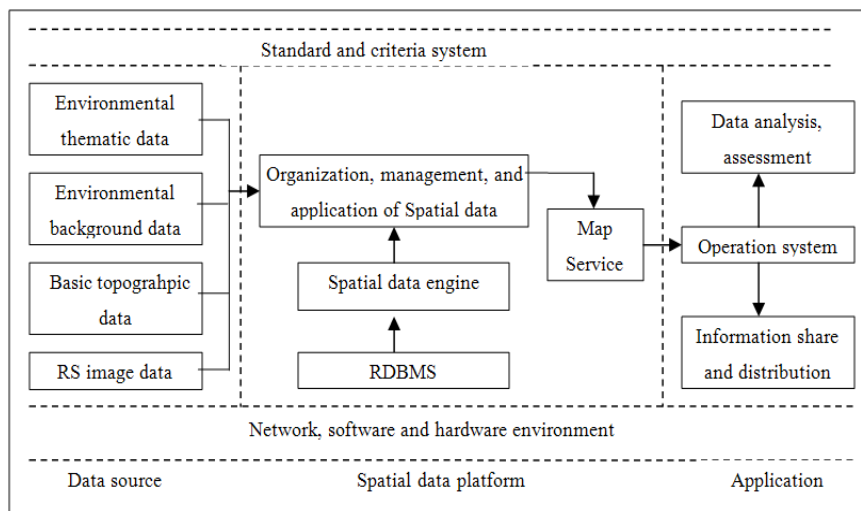 Standard and criteria system
Environmental
thematic data
Environmental
background data
Basic topograhpic
data
RS image data
Organization, management, and
application of Spatial data
Spatial data engine
RDBMS
Map
Service
Data analysis,
assessment
Operation system
Information share
and distribution
Network, software and hardware environment
Data source
Spatial data platform
Application